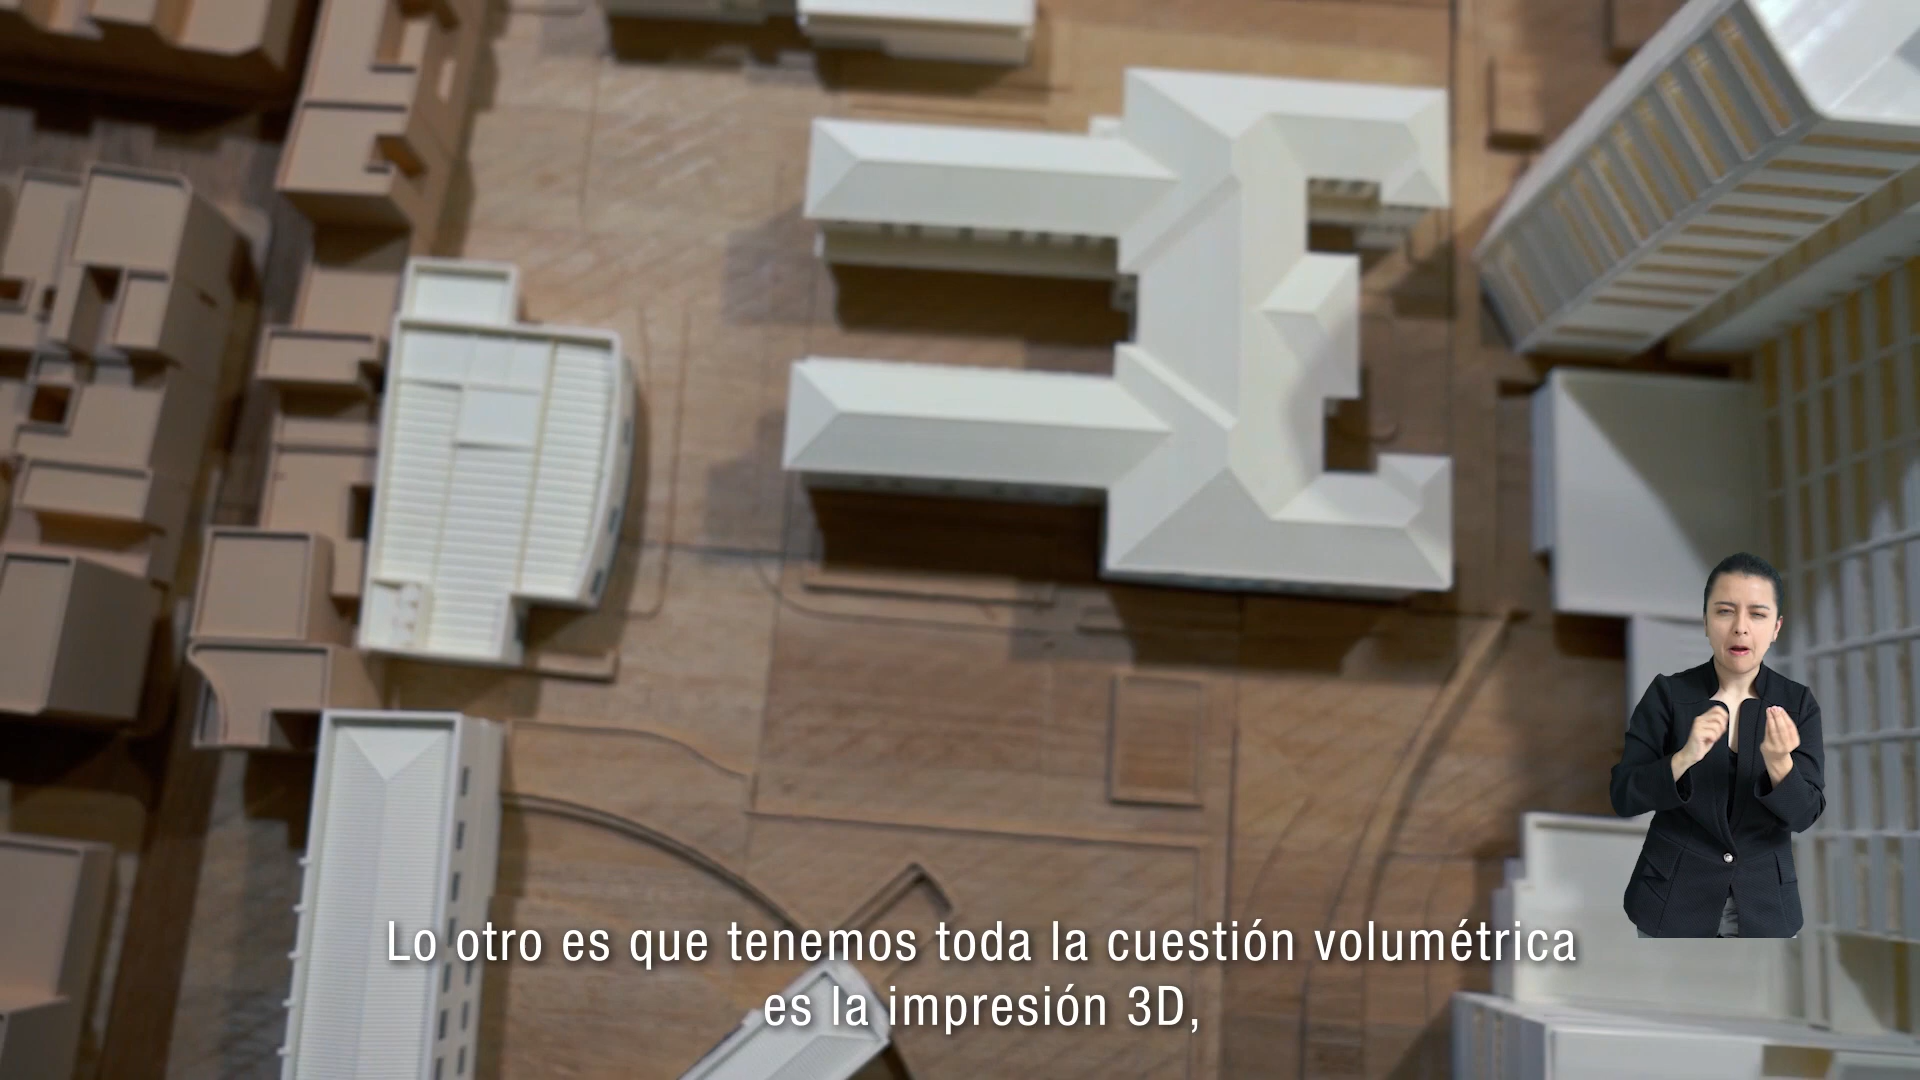 Lo otro es que tenemos toda la cuestión volumétrica
es la impresión 3D,